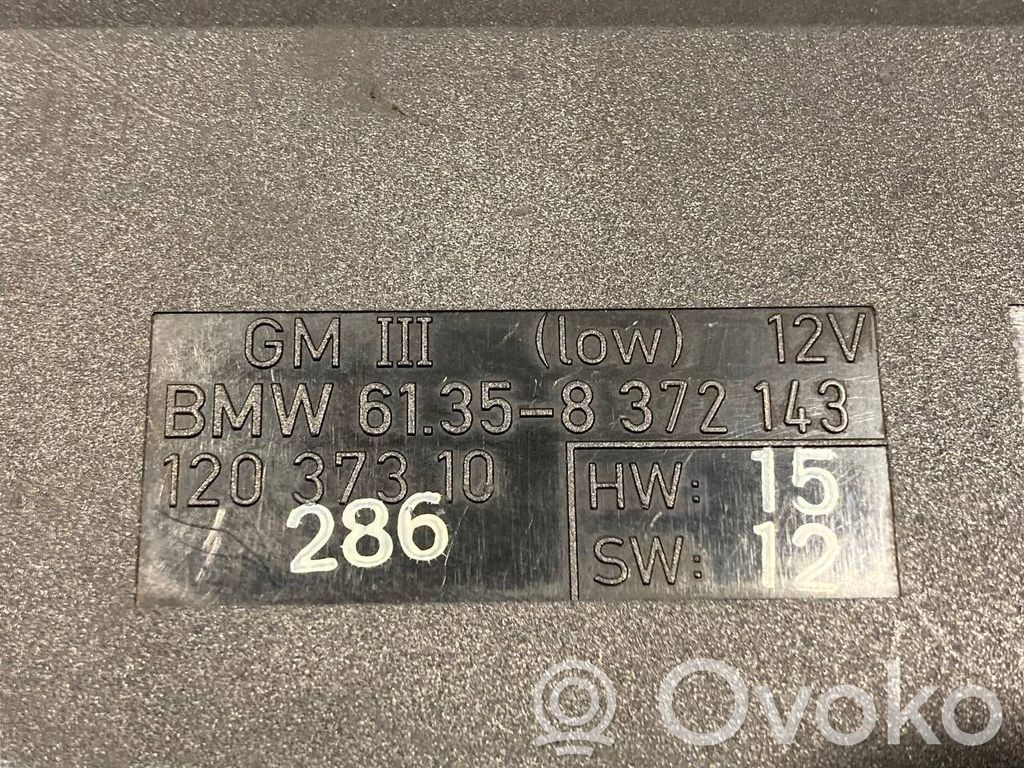 GM III (low) 12V
BMW 61.35-8 372 143
120 373 10
HW: 15
/ 286
SW: 12
Ovoko